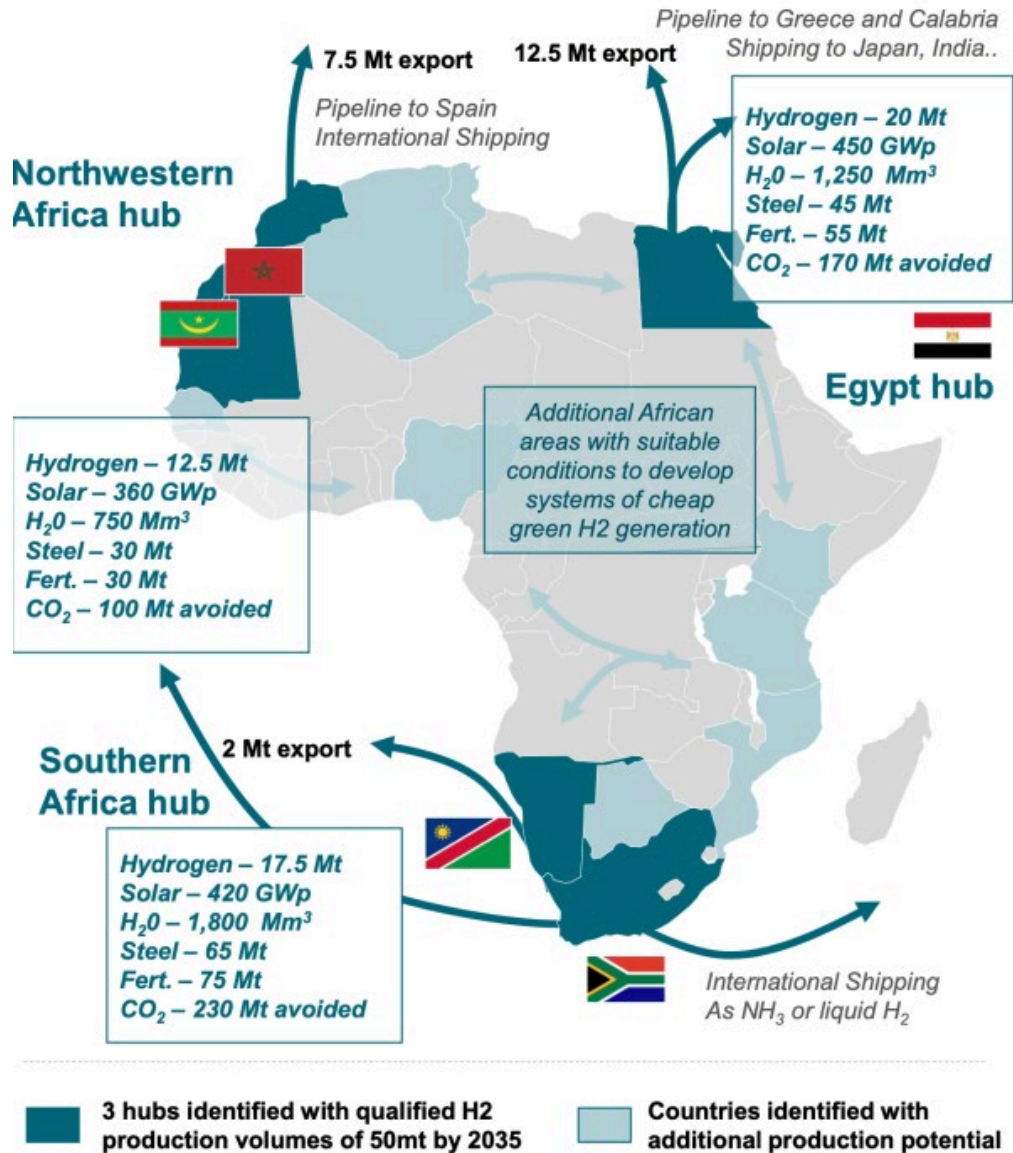 Pipeline to Greece and Calabria
Shipping to Japan, India..
7.5 Mt export
12.5 Mt export
Pipeline to Spain
International Shipping
Hydrogen – 20 Mt
Solar – 450 GWp
H₂0 – 1,250 Mm³
Steel – 45 Mt
Fert. – 55 Mt
CO₂ – 170 Mt avoided
Northwestern
Africa hub
Egypt hub
Additional African
areas with suitable
conditions to develop
systems of cheap
green H2 generation
Hydrogen – 12.5 Mt
Solar – 360 GWp
H₂0 – 750 Mm³
Steel – 30 Mt
Fert. – 30 Mt
CO₂ – 100 Mt avoided
2 Mt export
Southern
Africa hub
Hydrogen – 17.5 Mt
Solar – 420 GWp
H₂0 – 1,800 Mm³
Steel – 65 Mt
Fert. – 75 Mt
CO₂ – 230 Mt avoided
International Shipping
As NH₃ or liquid H₂
3 hubs identified with qualified H2
production volumes of 50mt by 2035
Countries identified with
additional production potential